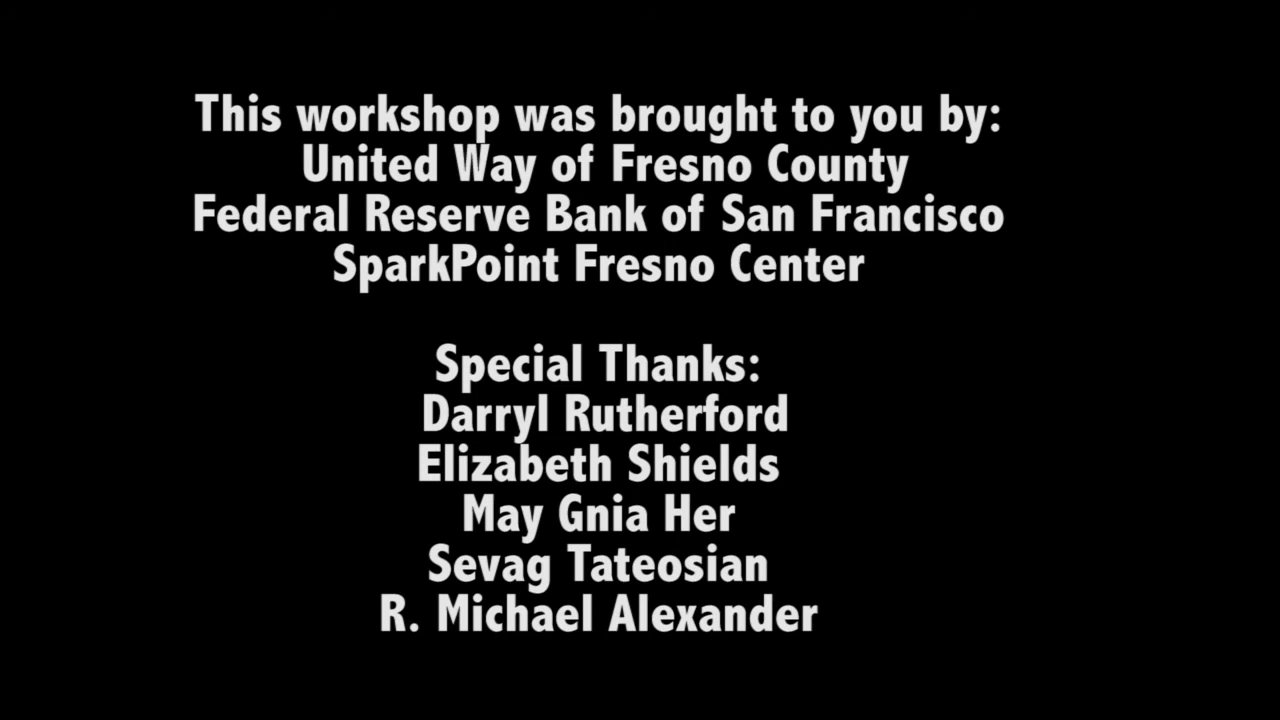 This workshop was brought to you by:
United Way of Fresno County
Federal Reserve Bank of San Francisco
SparkPoint Fresno Center
Special Thanks:
Darryl Rutherford
Elizabeth Shields
May Gnia Her
Sevag Tateosian
R. Michael Alexander